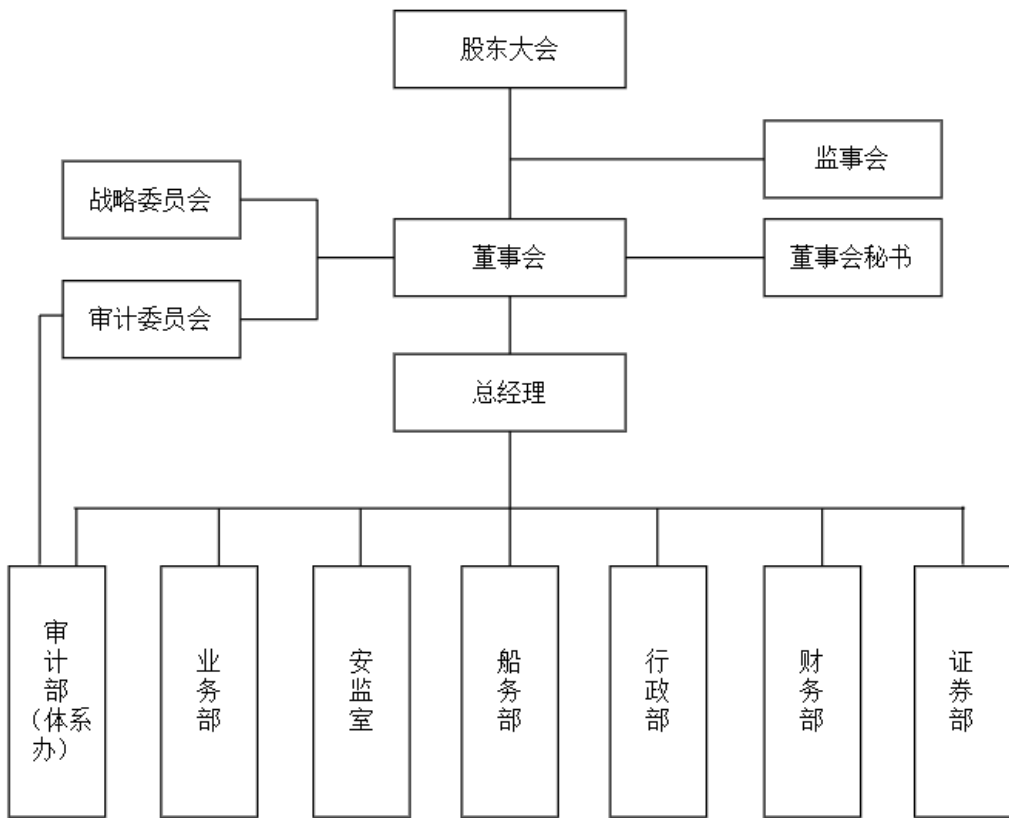 股东大会
监事会
战略委员会
董事会
董事会秘书
审计委员会
总经理
审计部
（体系办）
业务部
安监室
船务部
行政部
财务部
证券部